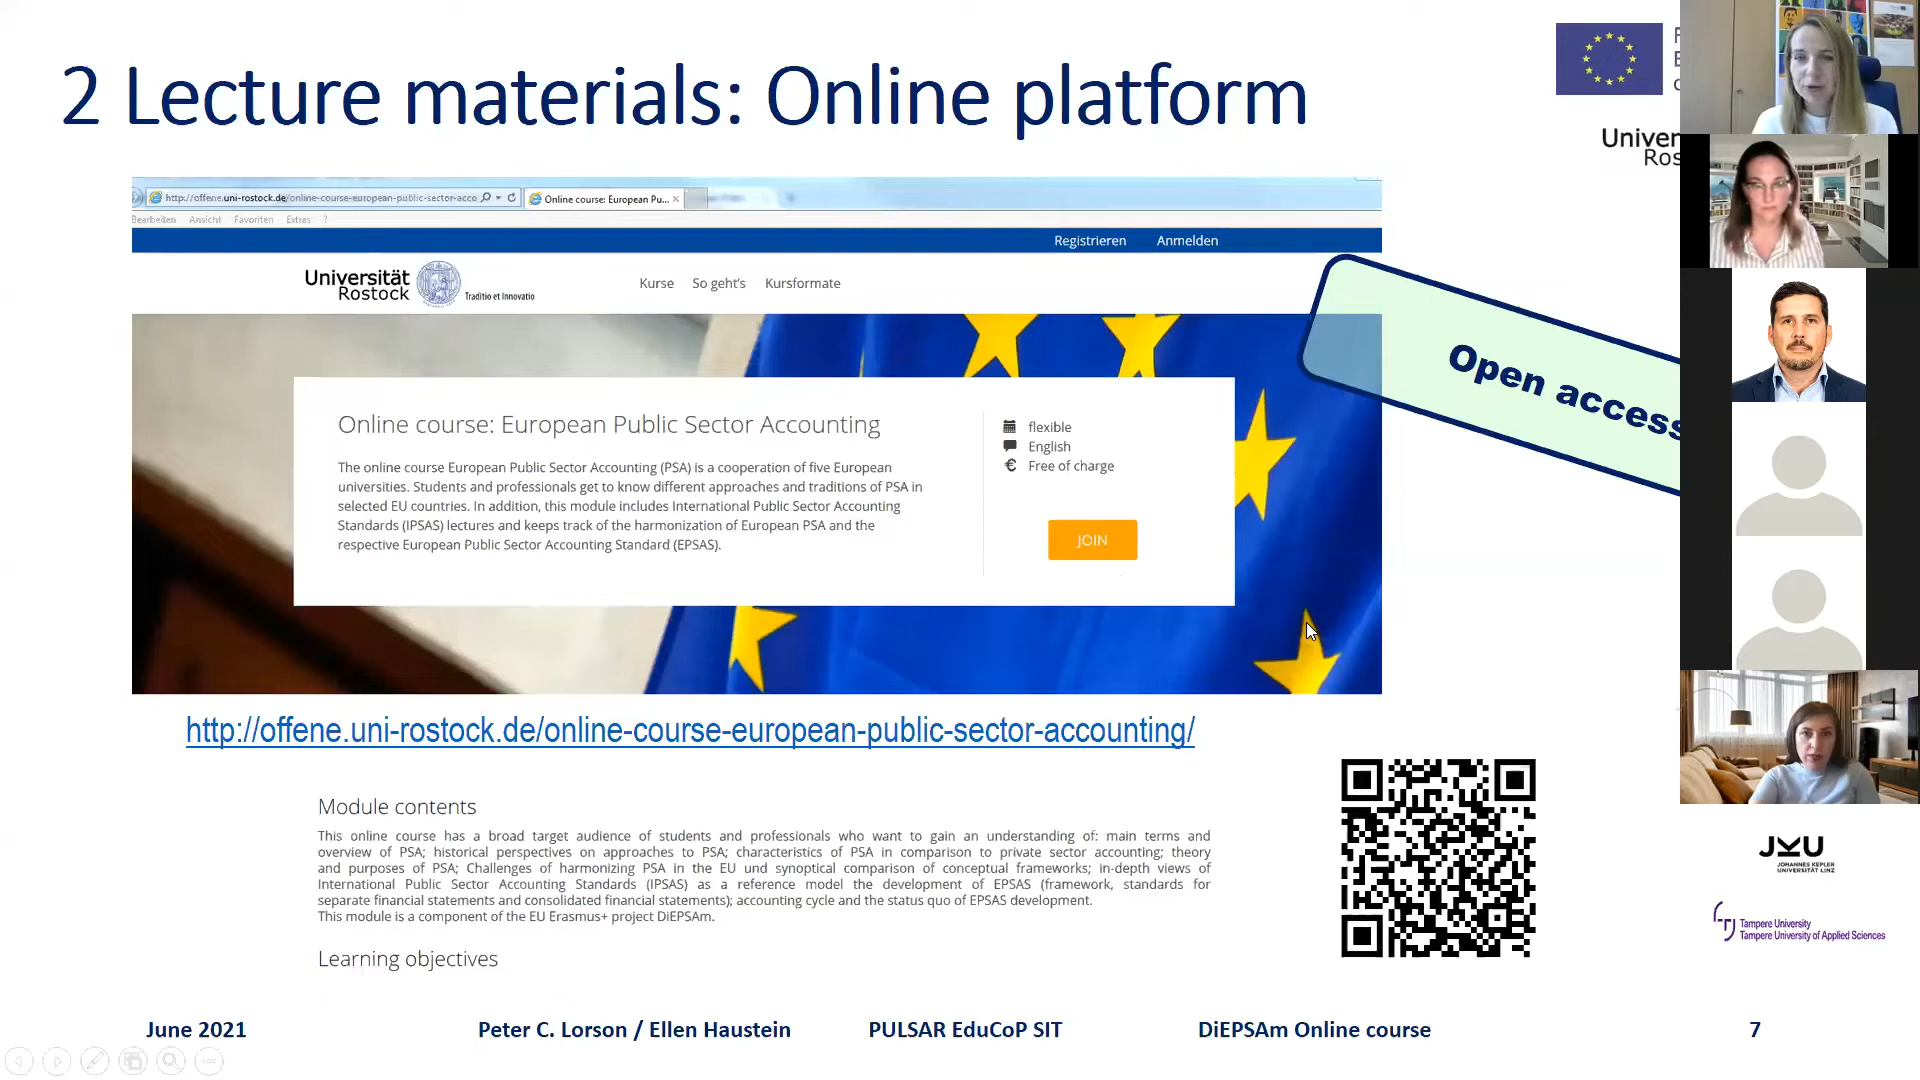 2 Lecture materials: Online platform
Univer
Ros
http://offene.uni-rostock.de/online-course-european-public-sector-acco
Online course: European Pu...
Bearbeiten Ansicht Favoriten Extras ?
Registrieren Anmelden
Universität
Rostock
Traditio et Innovatio
Kurse So geht's Kursformate
Open access
Online course: European Public Sector Accounting
The online course European Public Sector Accounting (PSA) is a cooperation of five European
universities. Students and professionals get to know different approaches and traditions of PSA in
selected EU countries. In addition, this module includes International Public Sector Accounting
Standards (IPSAS) lectures and keeps track of the harmonization of European PSA and the
respective European Public Sector Accounting Standard (EPSAS).
flexible
English
Free of charge
JOIN
http://offene.uni-rostock.de/online-course-european-public-sector-accounting/
Module contents
This online course has a broad target audience of students and professionals who want to gain an understanding of: main terms and
overview of PSA; historical perspectives on approaches to PSA; characteristics of PSA in comparison to private sector accounting; theory
and purposes of PSA; Challenges of harmonizing PSA in the EU und synoptical comparison of conceptual frameworks; in-depth views of
International Public Sector Accounting Standards (IPSAS) as a reference model the development of EPSAS (framework, standards for
separate financial statements and consolidated financial statements); accounting cycle and the status quo of EPSAS development.
This module is a component of the EU Erasmus+ project DiEPSAm.
Learning objectives
JKU
JOHANNES KEPLER
UNIVERSITÄT LINZ
Tampere University
Tampere University of Applied Sciences
June 2021 Peter C. Lorson / Ellen Haustein PULSAR EduCoP SIT DiEPSAm Online course 7